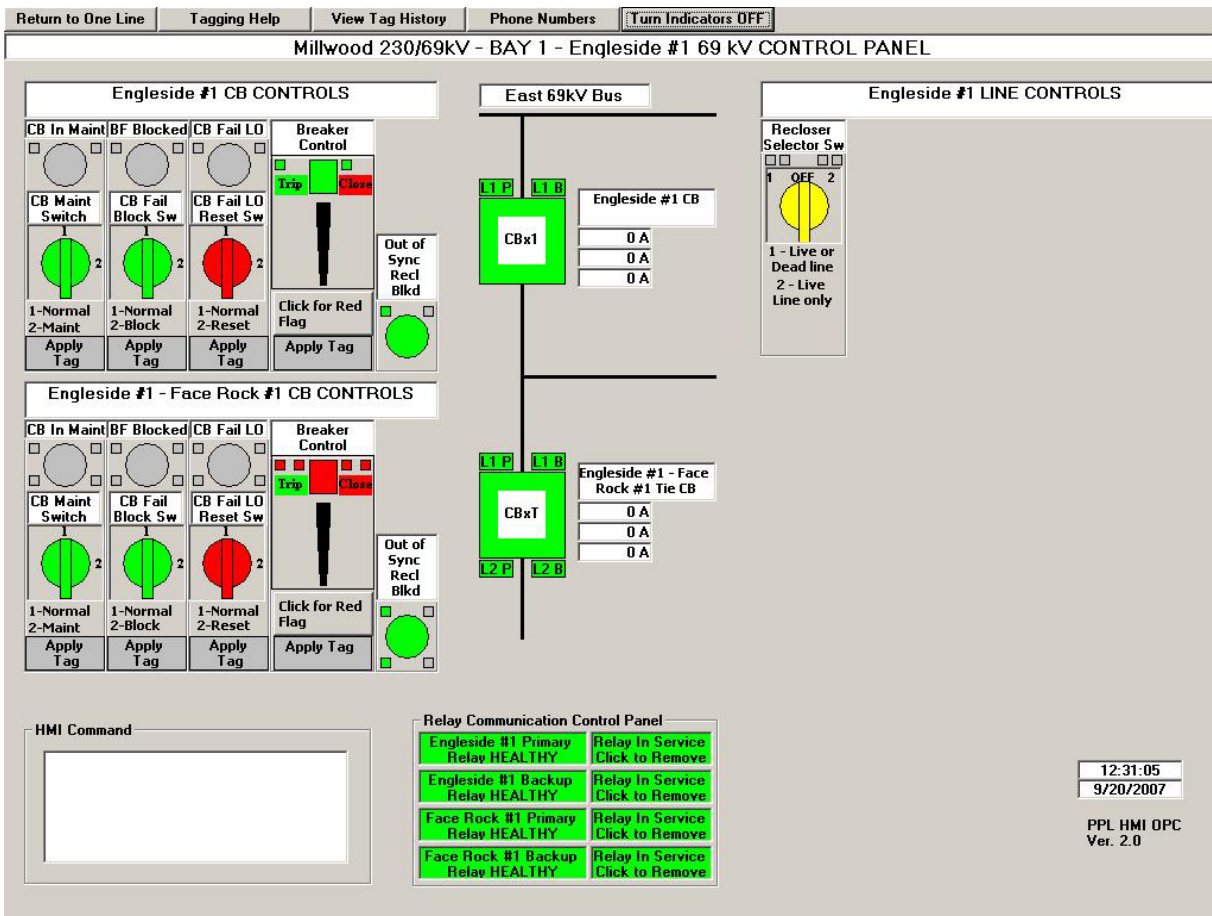 Return to One Line
Tagging Help
View Tag History
Phone Numbers
Turn Indicators OFF
Millwood 230/69kV - BAY 1 - Engleside #1 69 kV CONTROL PANEL
Engleside #1 CB CONTROLS
CB In Maint
BF Blocked
CB Fail LO
Breaker
Control
Trip
Close
CB Maint
Switch
CB Fail
Block Sw
CB Fail LO
Reset Sw
1
2
1
2
1
2
1-Normal
2-Maint
1-Normal
2-Block
1-Normal
2-Reset
Click for Red
Flag
Apply
Tag
Apply
Tag
Apply
Tag
Apply Tag
Out of
Sync
Recl
Blkd
Engleside #1 - Face Rock #1 CB CONTROLS
CB In Maint
BF Blocked
CB Fail LO
Breaker
Control
Trip
Close
CB Maint
Switch
CB Fail
Block Sw
CB Fail LO
Reset Sw
1
2
1
2
1
2
1-Normal
2-Maint
1-Normal
2-Block
1-Normal
2-Reset
Click for Red
Flag
Apply
Tag
Apply
Tag
Apply
Tag
Apply Tag
Out of
Sync
Recl
Blkd
East 69kV Bus
L1 P
L1 B
CBx1
Engleside #1 CB
0 A
0 A
0 A
L1 P
L1 B
CBxT
Engleside #1 - Face
Rock #1 Tie CB
0 A
0 A
0 A
L2 P
L2 B
Engleside #1 LINE CONTROLS
Recloser
Selector Sw
1 OFF 2
1 - Live or
Dead line
2 - Live
Line only
HMI Command
Relay Communication Control Panel
Engleside #1 Primary
Relay HEALTHY
Relay In Service
Click to Remove
Engleside #1 Backup
Relay HEALTHY
Relay In Service
Click to Remove
Face Rock #1 Primary
Relay HEALTHY
Relay In Service
Click to Remove
Face Rock #1 Backup
Relay HEALTHY
Relay In Service
Click to Remove
12:31:05
9/20/2007
PPL HMI OPC
Ver. 2.0